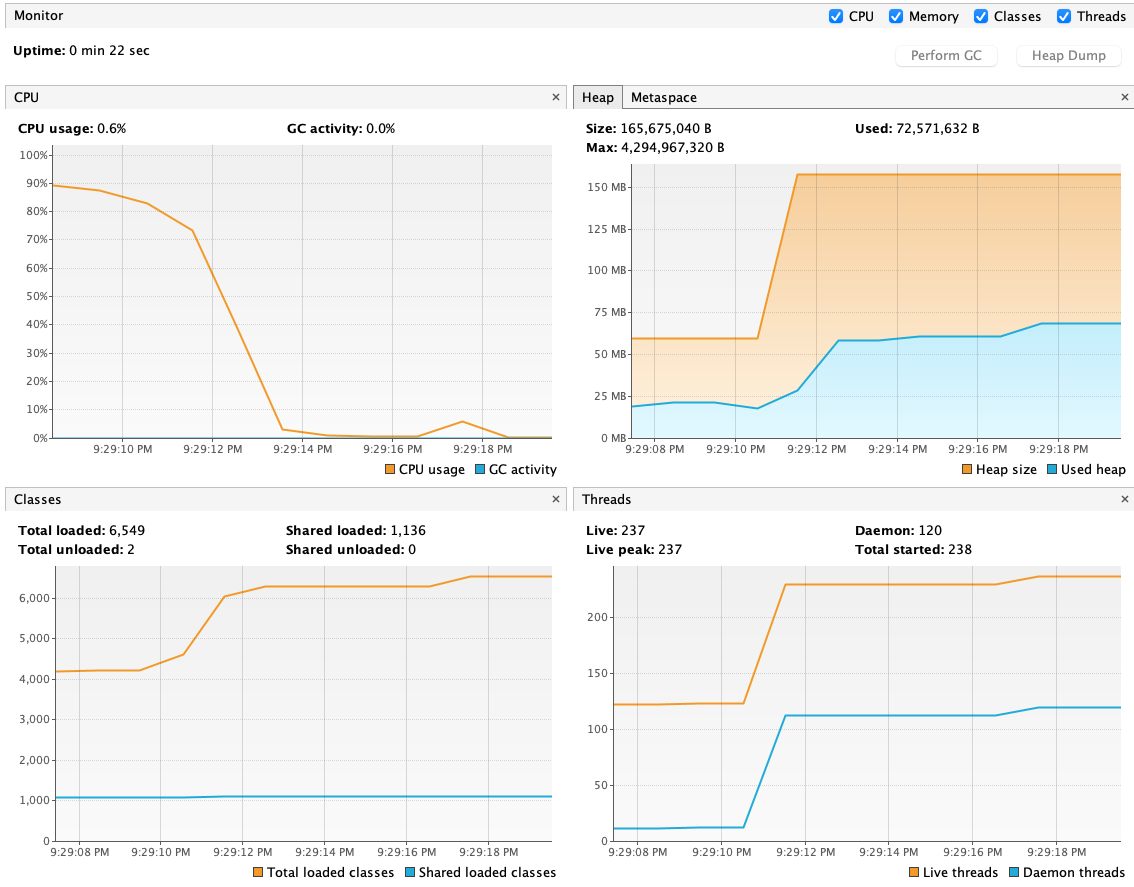 Monitor
CPU Memory Classes Threads
Uptime: 0 min 22 sec
Perform GC Heap Dump
CPU ×
CPU usage: 0.6% GC activity: 0.0%
100%
90%
80%
70%
60%
50%
40%
30%
20%
10%
0%
9:29:10 PM 9:29:12 PM 9:29:14 PM 9:29:16 PM 9:29:18 PM
CPU usage GC activity
Heap Metaspace ×
Size: 165,675,040 B Used: 72,571,632 B
Max: 4,294,967,320 B
150 MB
125 MB
100 MB
75 MB
50 MB
25 MB
0 MB
9:29:08 PM 9:29:10 PM 9:29:12 PM 9:29:14 PM 9:29:16 PM 9:29:18 PM
Heap size Used heap
Classes ×
Total loaded: 6,549 Shared loaded: 1,136
Total unloaded: 2 Shared unloaded: 0
6,000
5,000
4,000
3,000
2,000
1,000
0
9:29:08 PM 9:29:10 PM 9:29:12 PM 9:29:14 PM 9:29:16 PM 9:29:18 PM
Total loaded classes Shared loaded classes
Threads ×
Live: 237 Daemon: 120
Live peak: 237 Total started: 238
200
150
100
50
0
9:29:08 PM 9:29:10 PM 9:29:12 PM 9:29:14 PM 9:29:16 PM 9:29:18 PM
Live threads Daemon threads